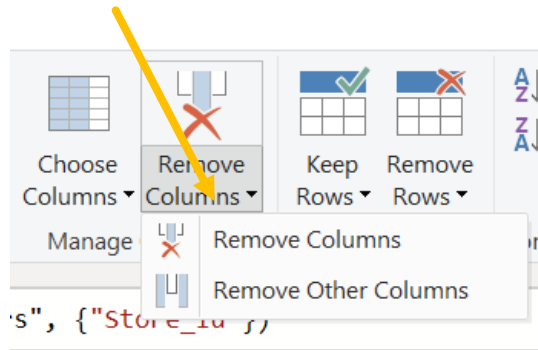 Choose Columns
Remove Columns
Keep Rows
Remove Rows
A
Z
Z
A
Manage
Remove Columns
Remove Other Columns
s", {"Store_Id"})